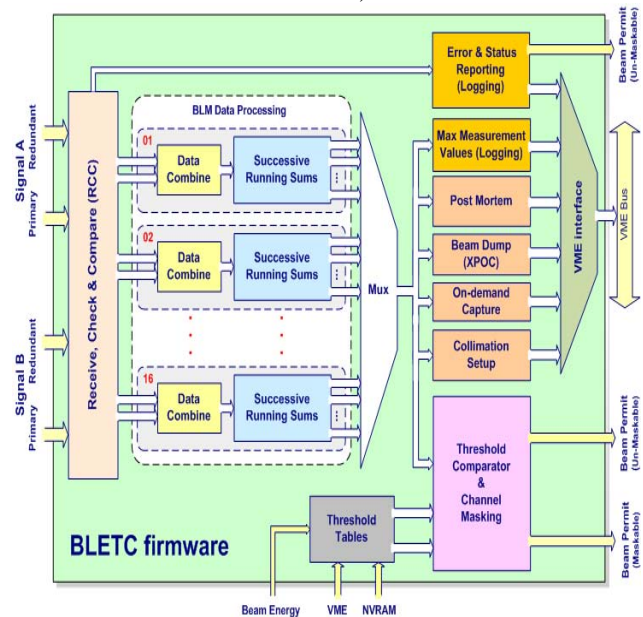 Beam Permit
(Un-Maskable)
Error & Status
Reporting
(Logging)
BLM Data Processing
Signal A
Redundant
Primary
Signal B
Redundant
Primary
Receive, Check & Compare (RCC)
01
Data
Combine
Successive
Running Sums
...
02
Data
Combine
Successive
Running Sums
...
16
Data
Combine
Successive
Running Sums
...
Mux
Max Measurement
Values (Logging)
Post Mortem
Beam Dump
(XPOC)
On-demand
Capture
Collimation
Setup
VME interface
VME Bus
Threshold
Comparator
&
Channel
Masking
Beam Permit
(Un-Maskable)
Beam Permit
(Maskable)
Threshold
Tables
BLETC firmware
Beam Energy
VME
NVRAM